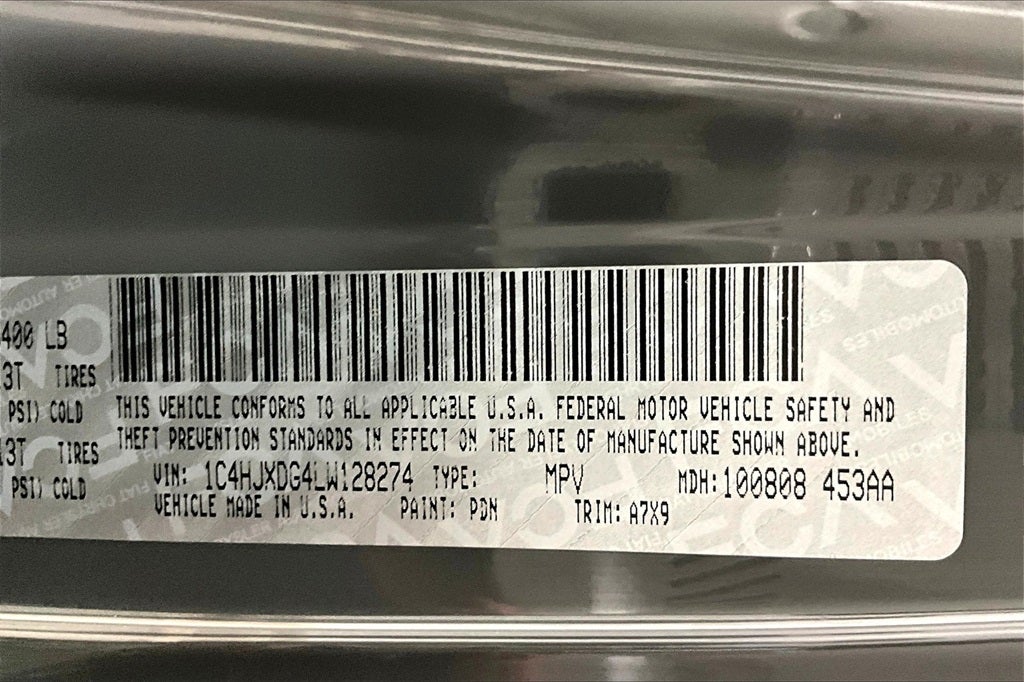 400 LB
3T TIRES
PSI) COLD
13T TIRES
PSI) COLD
THIS VEHICLE CONFORMS TO ALL APPLICABLE U.S.A. FEDERAL MOTOR VEHICLE SAFETY AND
THEFT PREVENTION STANDARDS IN EFFECT ON THE DATE OF MANUFACTURE SHOWN ABOVE.
VIN: 1C4HJXDG4LW128274 TYPE: MPV MDH: 100808 453AA
VEHICLE MADE IN U.S.A. PAINT: PDN TRIM: A7X9